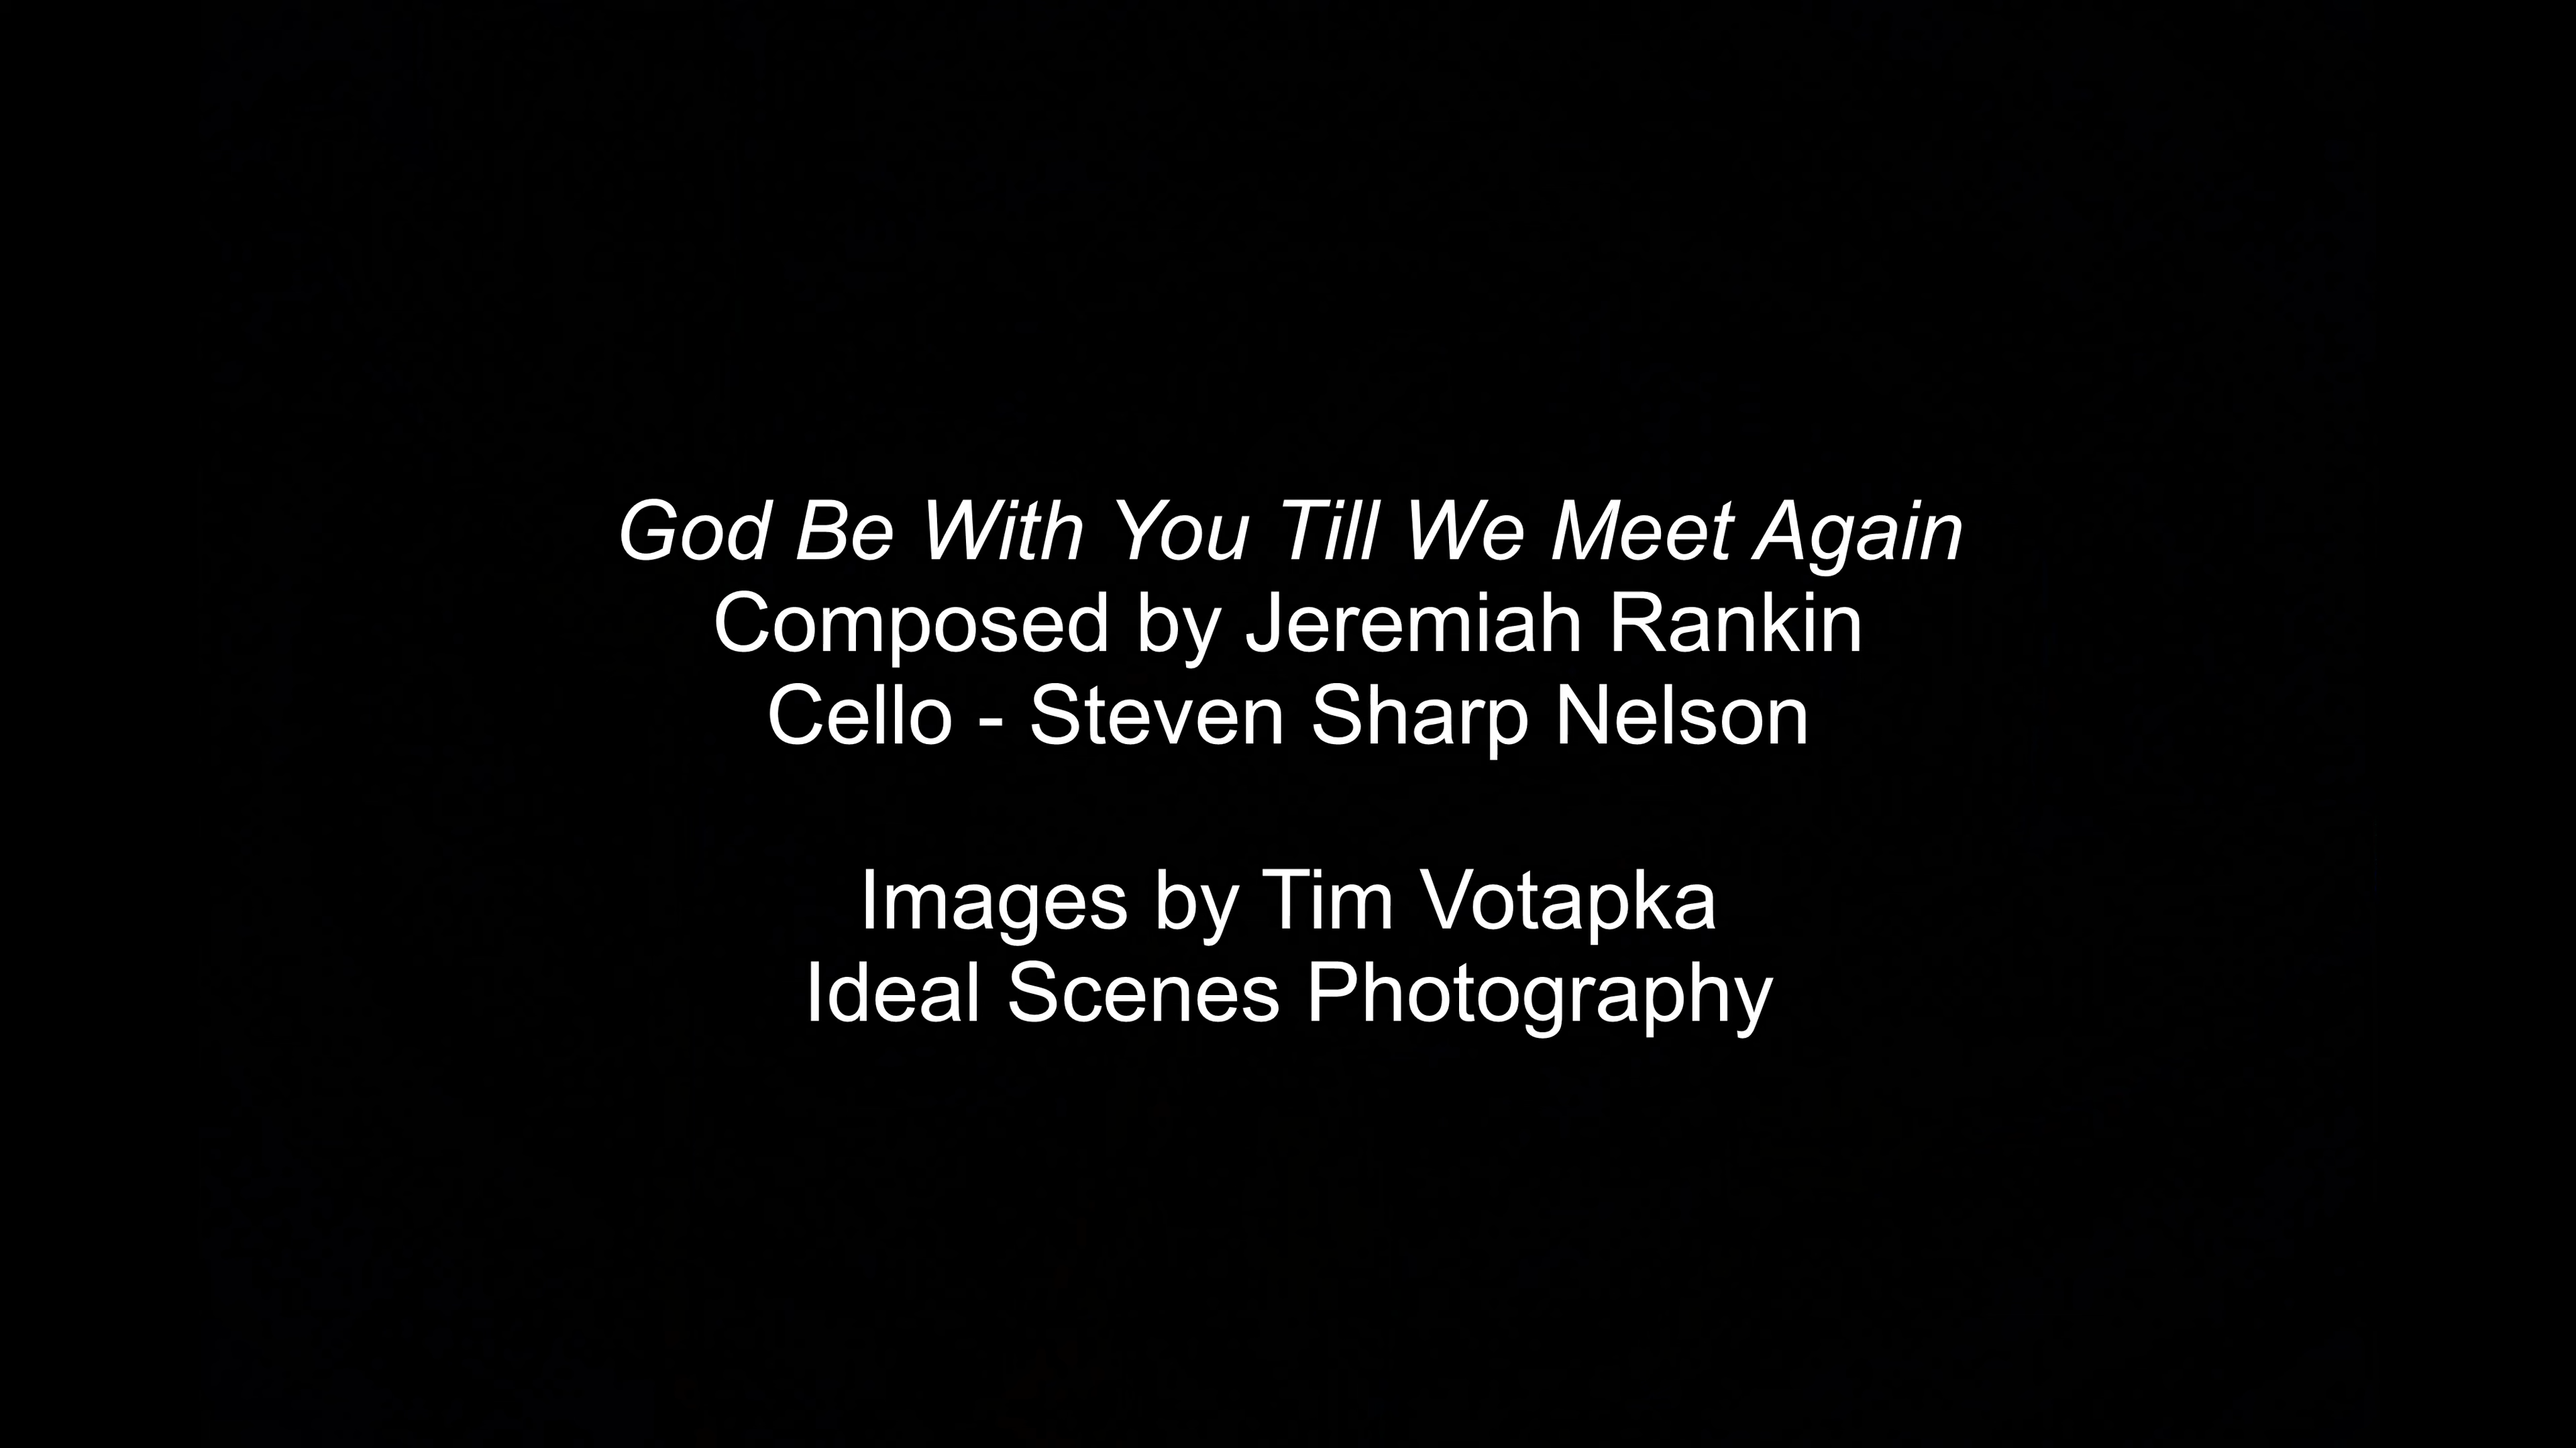 God Be With You Till We Meet Again
Composed by Jeremiah Rankin
Cello - Steven Sharp Nelson
Images by Tim Votapka
Ideal Scenes Photography